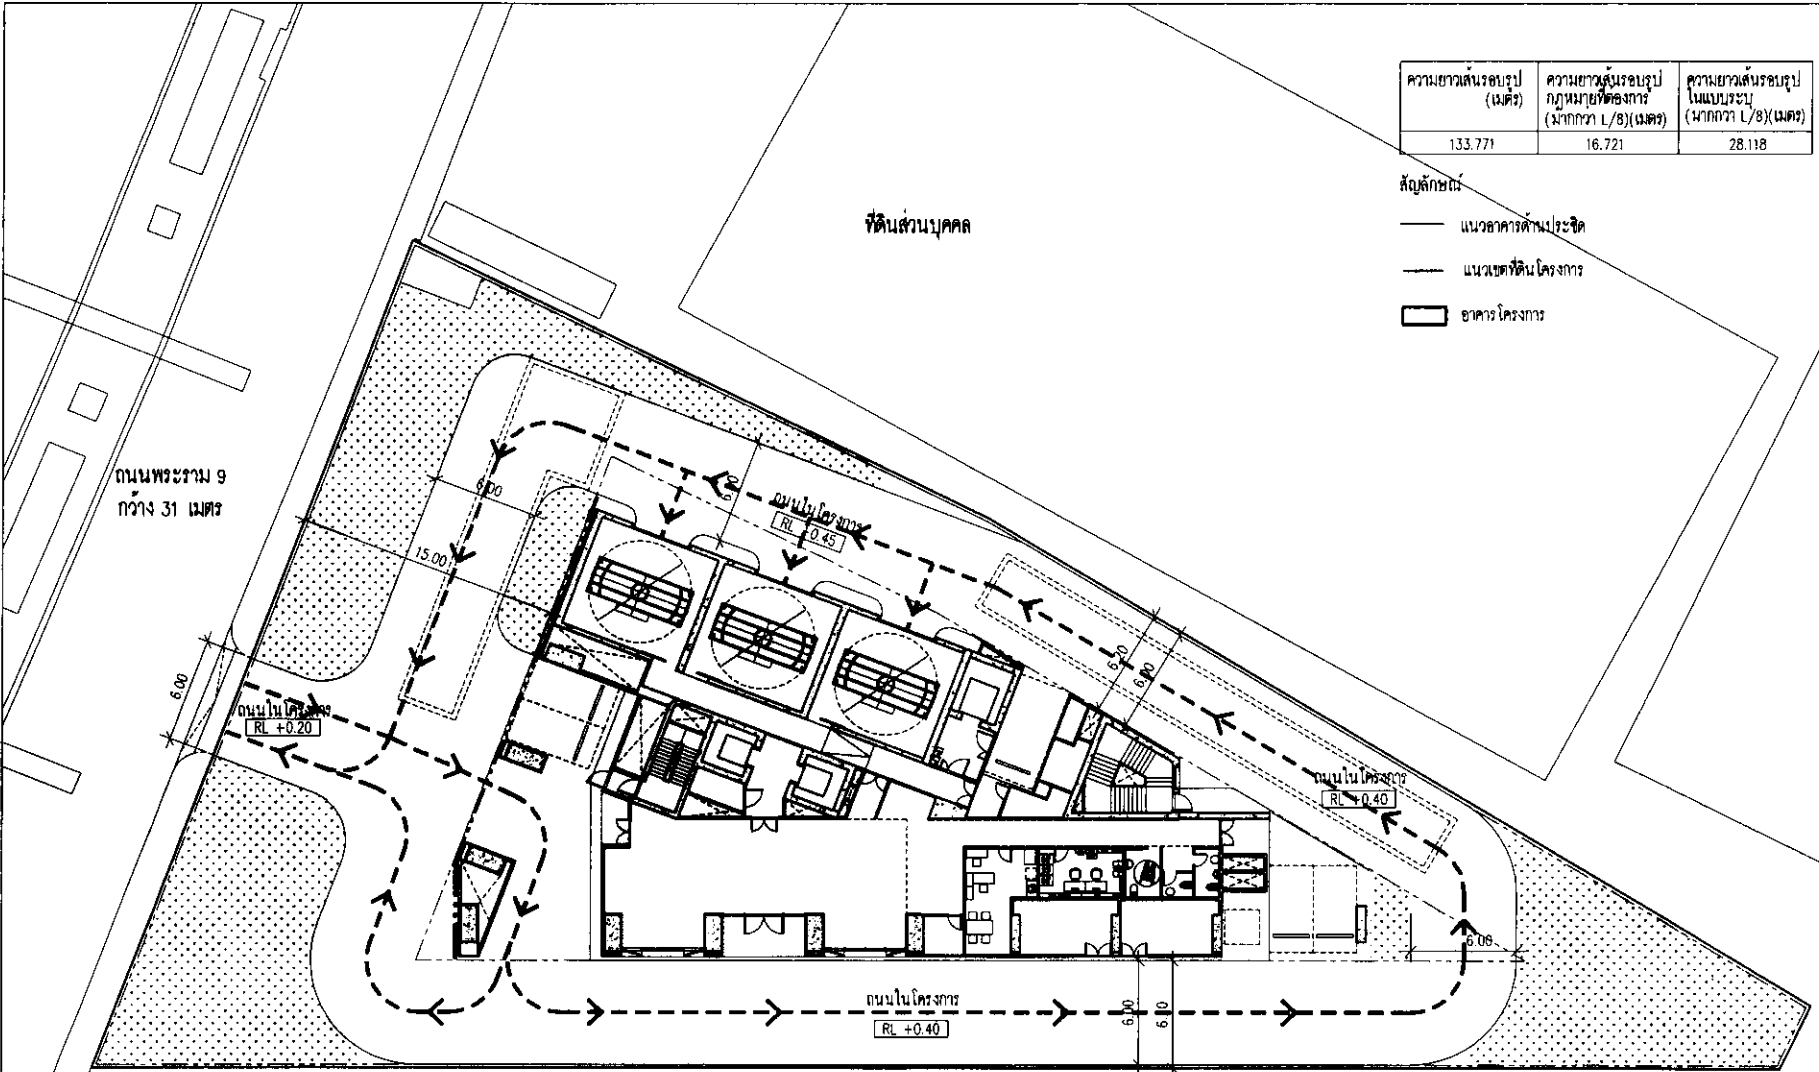 ความยาวเส้นรอบรูป
(เมตร)
ความยาวเส้นรอบรูป
กฎหมายที่ต้องการ
(มากกว่า L/8)(เมตร)
ความยาวเส้นรอบรูป
ในแบบระบุ
(มากกว่า L/8)(เมตร)
133.771
16.721
28.118
สัญลักษณ์
แนวอาคารด้านประชิด
แนวเขตที่ดินโครงการ
อาคารโครงการ
ที่ดินส่วนบุคคล
ถนนพระราม 9
กว้าง 31 เมตร
6.00
15.00
ถนนในโครงการ
RL +0.45
6.00
ถนนในโครงการ
RL +0.20
6.20
6.00
ถนนในโครงการ
RL +0.40
6.00
ถนนในโครงการ
RL +0.40
6.00